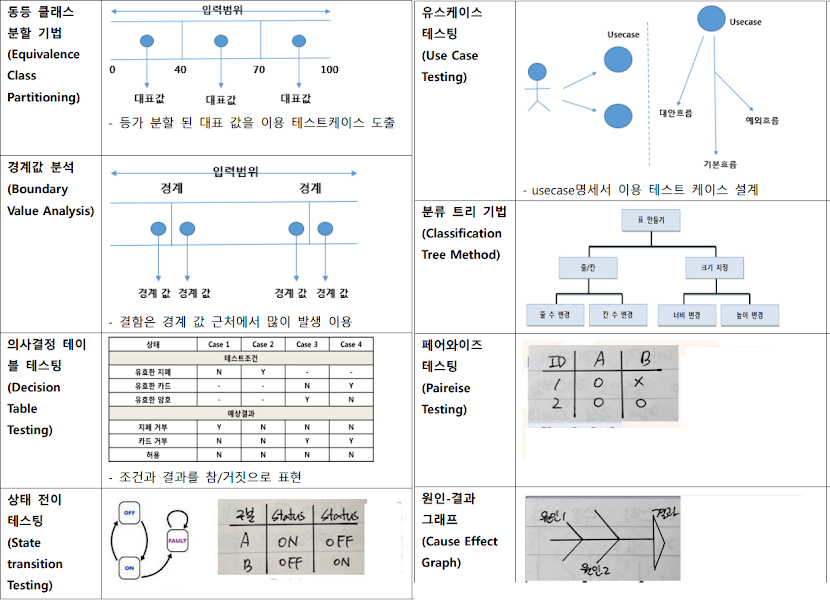 동등 클래스
분할 기법
(Equivalence
Class
Partitioning)
입력범위
0 40 70 100
대표값 대표값 대표값
- 등가 분할 된 대표 값을 이용 테스트케이스 도출
경계값 분석
(Boundary
Value Analysis)
입력범위
경계 경계
경계 값 경계 값 경계 값 경계 값
- 결함은 경계 값 근처에서 많이 발생 이용
의사결정 테이
블 테스팅
(Decision
Table
Testing)
상태 Case 1 Case 2 Case 3 Case 4
테스트조건
유효한 지폐 N Y - -
유효한 카드 - - N Y
유효한 암호 - - Y N
예상결과
지폐 거부 Y N N N
카드 거부 N N Y Y
허용 N N N N
- 조건과 결과를 참/거짓으로 표현
상태 전이
테스팅
(State
transition
Testing)
OFF
FAULT
ON
구분 Status Status
A ON OFF
B OFF ON
유스케이스
테스팅
(Use Case
Testing)
Usecase
Usecase
대안흐름
예외흐름
기본흐름
- usecase명세서 이용 테스트 케이스 설계
분류 트리 기법
(Classification
Tree Method)
표 만들기
줄/칸 크기 지정
줄 수 변경 칸 수 변경 너비 변경 높이 변경
페어와이즈
테스팅
(Paireise
Testing)
ID A B
1 O X
2 O O
원인-결과
그래프
(Cause Effect
Graph)
원인1
결과
원인2